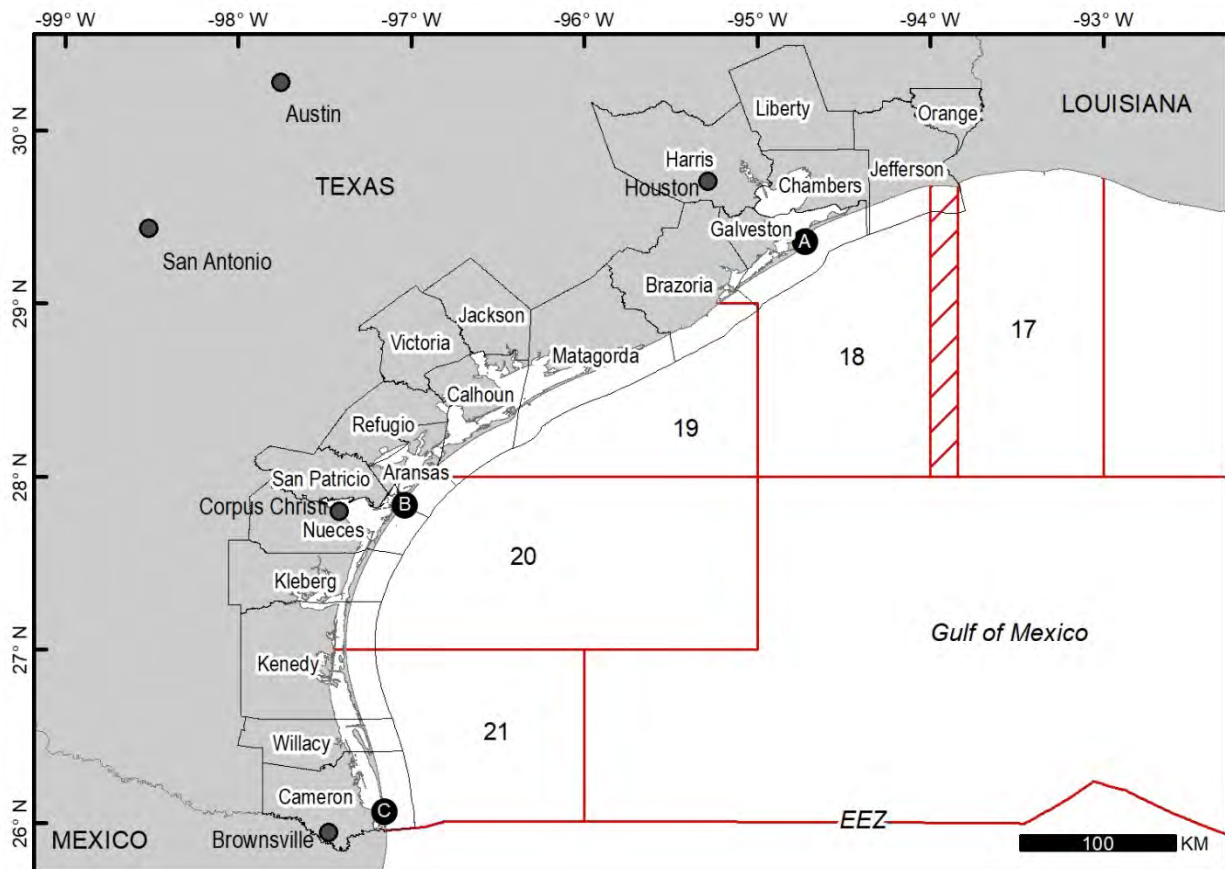 -99° W -98° W -97° W -96° W -95° W -94° W -93° W
30° N
29° N
28° N
27° N
26° N
Austin
Liberty
Orange
LOUISIANA
Harris
Jefferson
TEXAS
Houston
Chambers
Galveston
A
San Antonio
Brazoria
Jackson
17
Victoria
Matagorda
18
Calhoun
Refugio
19
Aransas
San Patricio
Corpus Christi
B
Nueces
20
Kleberg
Gulf of Mexico
Kenedy
21
Willacy
Cameron
C
EEZ
MEXICO
Brownsville
100 KM